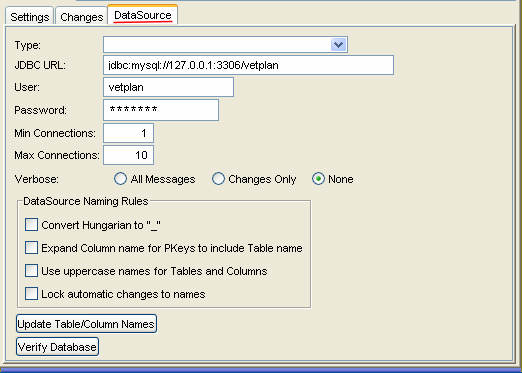 Settings Changes DataSource
Type:
JDBC URL: jdbc:mysql://127.0.0.1:3306/vetplan
User: vetplan
Password: *******
Min Connections: 1
Max Connections: 10
Verbose: All Messages Changes Only None
DataSource Naming Rules
Convert Hungarian to "_"
Expand Column name for PKeys to include Table name
Use uppercase names for Tables and Columns
Lock automatic changes to names
Update Table/Column Names
Verify Database